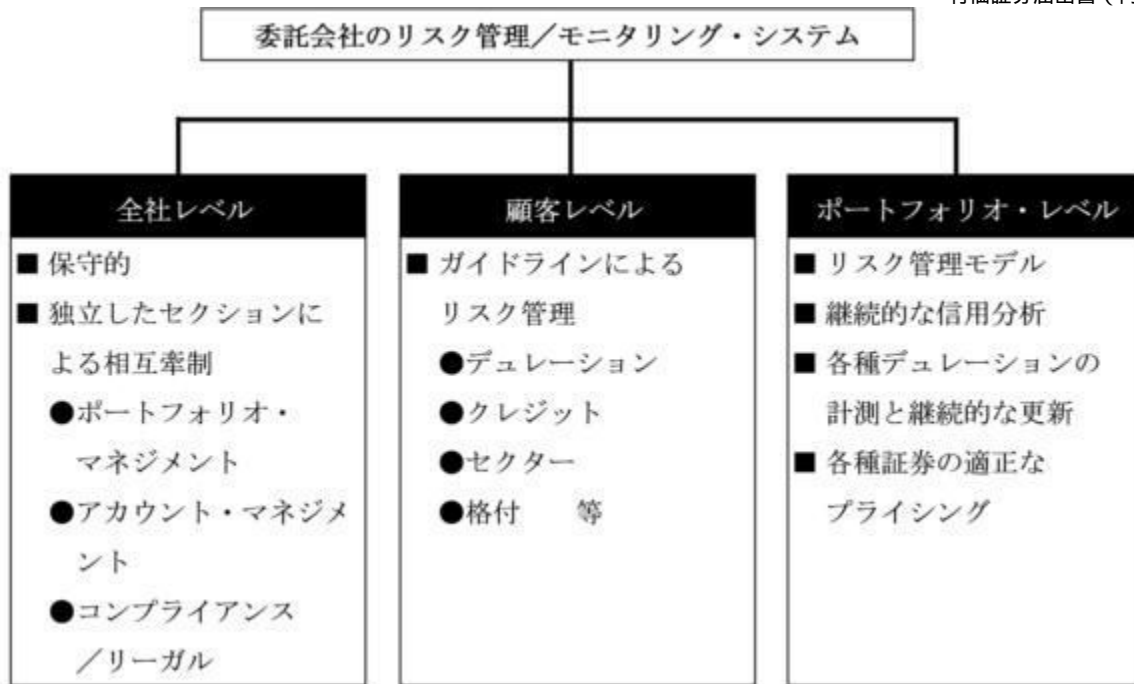 委託会社のリスク管理／モニタリング・システム
全社レベル
■ 保守的
■ 独立したセクションに
よる相互牽制
●ポートフォリオ・
マネジメント
●アカウント・マネジメ
ント
●コンプライアンス
／リーガル
顧客レベル
■ ガイドラインによる
リスク管理
●デュレーション
●クレジット
●セクター
●格付　等
ポートフォリオ・レベル
■ リスク管理モデル
■ 継続的な信用分析
■ 各種デュレーションの
計測と継続的な更新
■ 各種証券の適正な
プライシング